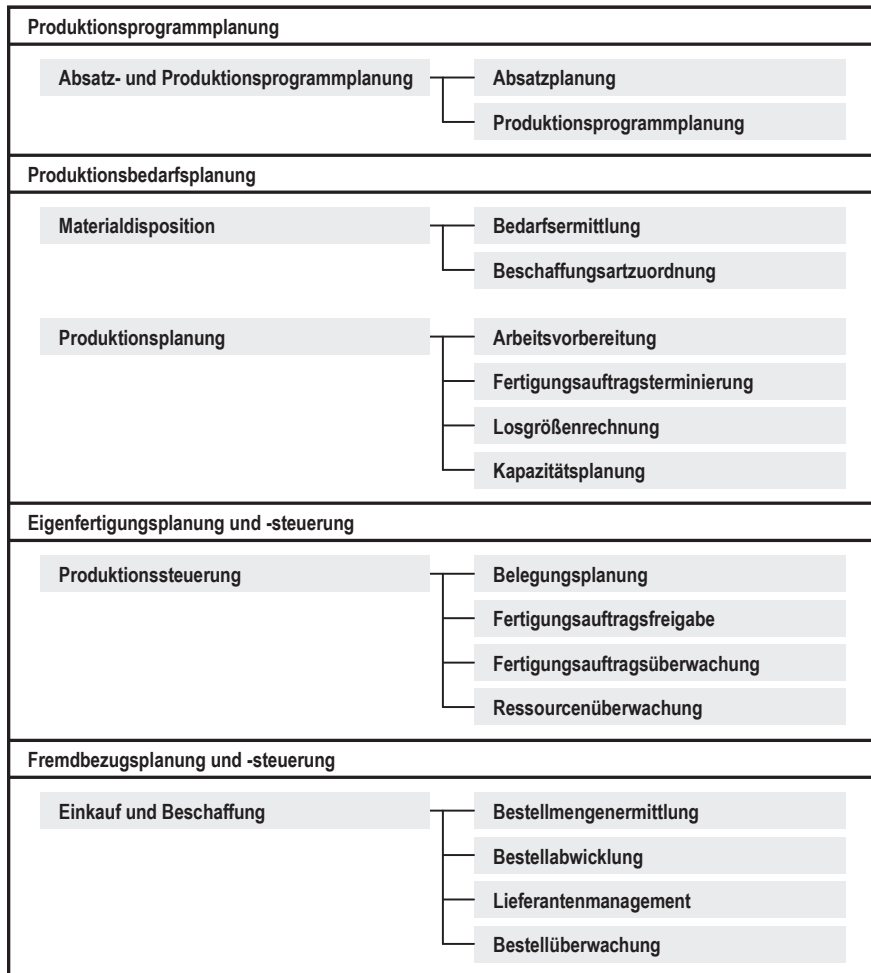 Produktionsprogrammplanung
Absatz- und Produktionsprogrammplanung
Absatzplanung
Produktionsprogrammplanung
Produktionsbedarfsplanung
Materialdisposition
Bedarfsermittlung
Beschaffungsartzuordnung
Produktionsplanung
Arbeitsvorbereitung
Fertigungsauftragsterminierung
Losgrößenrechnung
Kapazitätsplanung
Eigenfertigungsplanung und -steuerung
Produktionssteuerung
Belegungsplanung
Fertigungsauftragsfreigabe
Fertigungsauftragsüberwachung
Ressourcenüberwachung
Fremdbezugsplanung und -steuerung
Einkauf und Beschaffung
Bestellmengenermittlung
Bestellabwicklung
Lieferantenmanagement
Bestellüberwachung